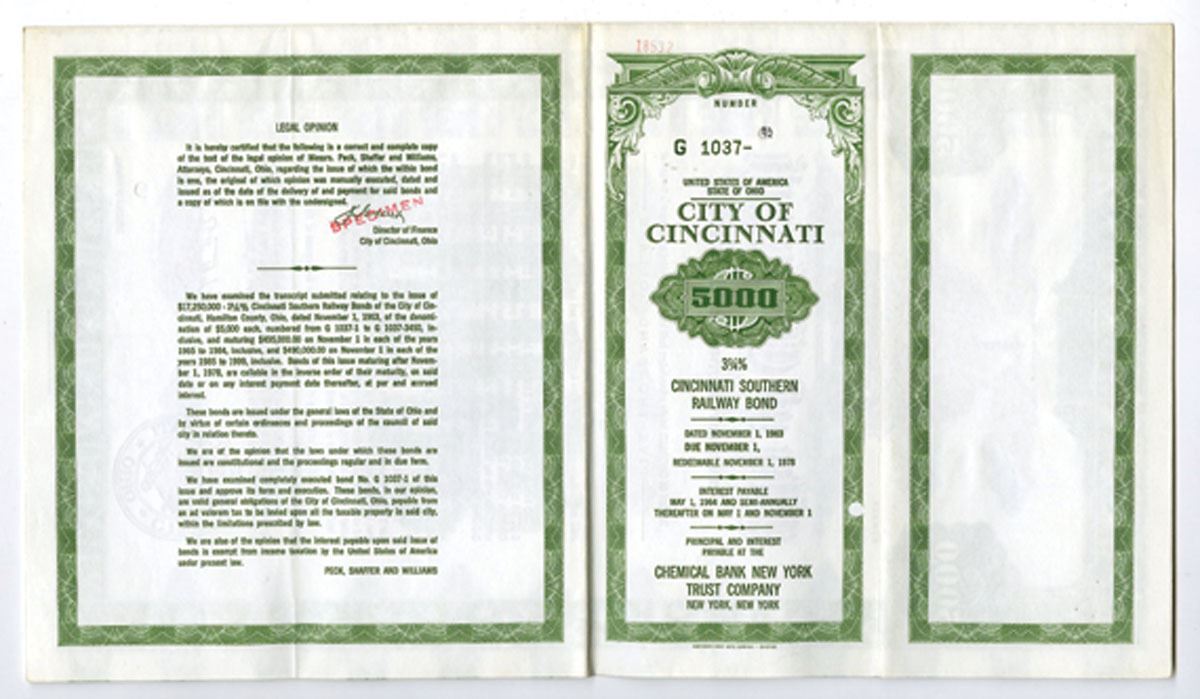 LEGAL OPINION
It is hereby certified that the following is a correct and complete copy
of the text of the legal opinion of Messrs. Peck, Shaffer and Williams,
Attorneys, Cincinnati, Ohio, regarding the issue of which the within bond
is one, the original of which opinion was manually executed, dated and
issued as of the date of the delivery of and payment for said bonds and
a copy of which is on file with the undersigned.
SPECIMEN
Director of Finance
City of Cincinnati, Ohio
We have examined the transcript submitted relating to the issue of
$17,250,000 - Cincinnati Southern Railway Bonds of the City of Cin-
cinnati, Hamilton County, Ohio, dated November 1, 1963, of the denomi-
nation of $5,000 each, numbered from G 1037-1 to G 1037-3450, in-
clusive, and maturing $495,000.00 on November 1 in each of the years
1965 to 1984, inclusive, and $490,000.00 on November 1 in each of the
years 1985 to 1999, inclusive. Bonds of this issue maturing after Novem-
ber 1, 1978, are callable in the inverse order of their maturity, on said
date or on any interest payment date thereafter, at par and accrued
interest.
These bonds are issued under the general laws of the State of Ohio and
by virtue of certain ordinances and proceedings of the council of said
city in relation thereto.
We are of the opinion that the laws under which these bonds are
issued are constitutional and the proceedings regular and in due form.
We have examined completely executed bond No. G 1037-1 of this
issue and approve its form and execution. These bonds, in our opinion,
are valid general obligations of the City of Cincinnati, Ohio, payable from
an ad valorem tax to be levied upon all the taxable property in said city,
within the limitations prescribed by law.
We are also of the opinion that the interest payable upon said issue of
bonds is exempt from income taxation by the United States of America
under present law.
PECK, SHAFFER AND WILLIAMS
18532
NUMBER
G 1037-
UNITED STATES OF AMERICA
STATE OF OHIO
CITY OF
CINCINNATI
5000
3¼%
CINCINNATI SOUTHERN
RAILWAY BOND
DATED NOVEMBER 1, 1963
DUE NOVEMBER 1,
REDEEMABLE NOVEMBER 1, 1978
INTEREST PAYABLE
MAY 1, 1964 AND SEMI-ANNUALLY
THEREAFTER ON MAY 1 AND NOVEMBER 1
PRINCIPAL AND INTEREST
PAYABLE AT THE
CHEMICAL BANK NEW YORK
TRUST COMPANY
NEW YORK, NEW YORK